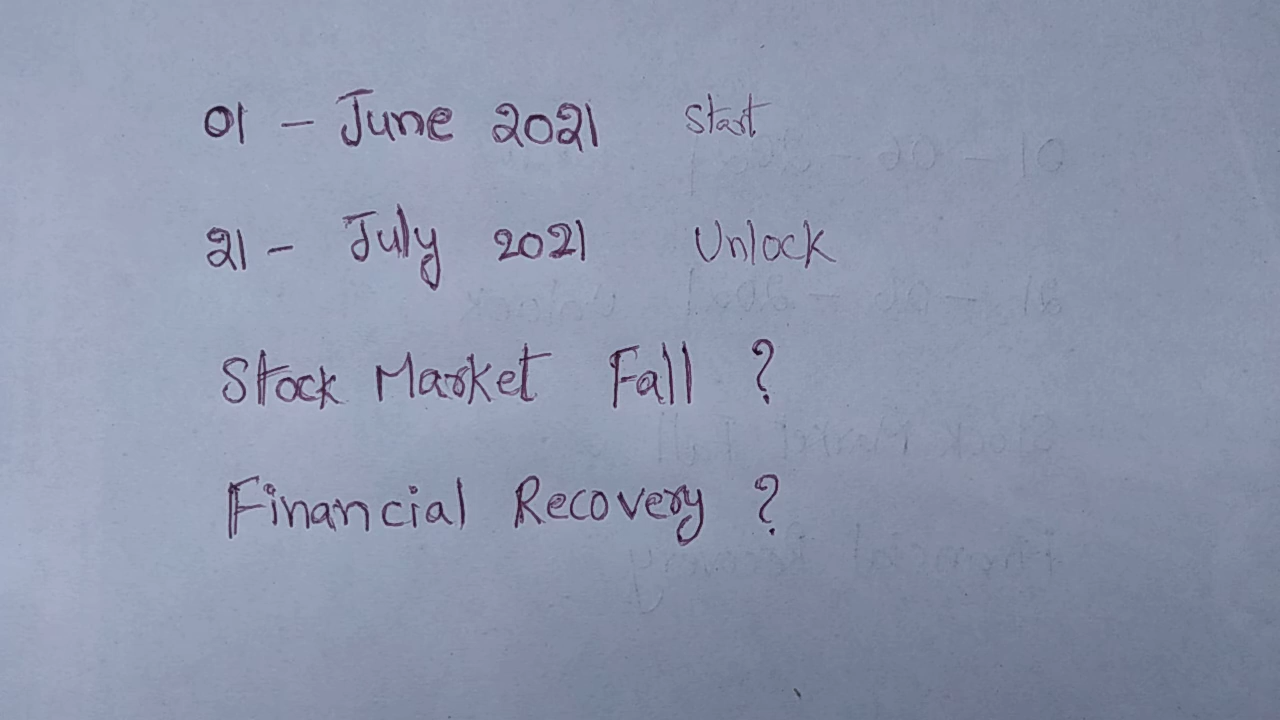 01 - June 2021 Start
21 - July 2021 Unlock
Stock Market Fall ?
Financial Recovery ?